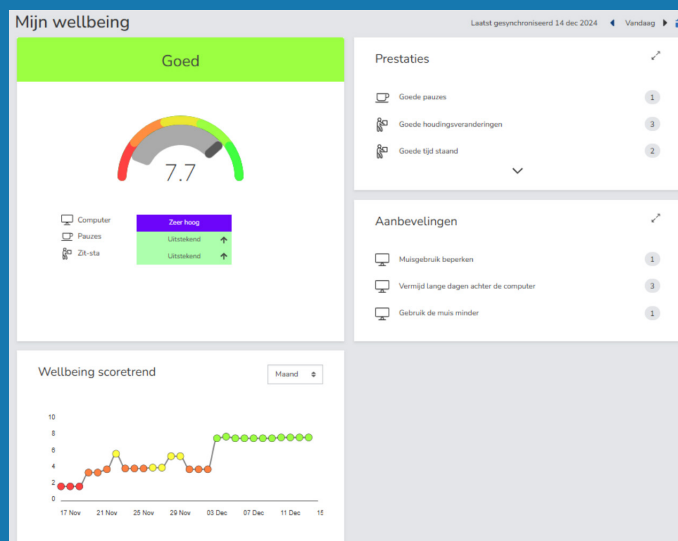 Mijn wellbeing
Laatst gesynchroniseerd 14 dec 2024 Vandaag
Goed
7.7
Computer Zeer hoog
Pauzes Uitstekend
Zit-sta Uitstekend
Prestaties
Goede pauzes 1
Goede houdingsveranderingen 3
Goede tijd staand 2
Aanbevelingen
Muisgebruik beperken 1
Vermijd lange dagen achter de computer 3
Gebruik de muis minder 1
Wellbeing scoretrend
Maand
10
8
6
4
2
0
17 Nov 21 Nov 25 Nov 29 Nov 03 Dec 07 Dec 11 Dec 15